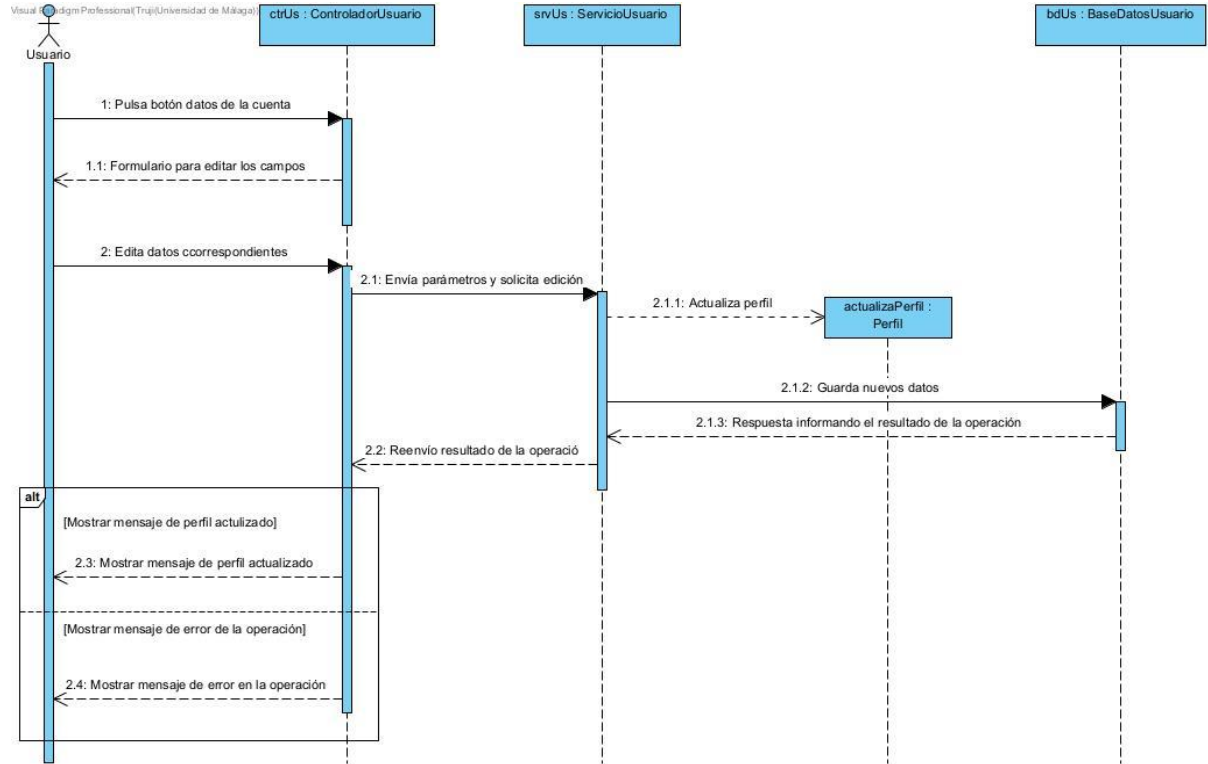 Visual Paradigm Professional(Truji(Universidad de Málaga))
ctrUs : ControladorUsuario
srvUs : ServicioUsuario
bdUs : BaseDatosUsuario
Usuario
1: Pulsa botón datos de la cuenta
1.1: Formulario para editar los campos
2: Edita datos ccorrespondientes
2.1: Envía parámetros y solicita edición
2.1.1: Actualiza perfil
actualizaPerfil :
Perfil
2.1.2: Guarda nuevos datos
2.1.3: Respuesta informando el resultado de la operación
2.2: Reenvío resultado de la operació
alt
[Mostrar mensaje de perfil actulizado]
2.3: Mostrar mensaje de perfil actualizado
[Mostrar mensaje de error de la operación]
2.4: Mostrar mensaje de error en la operación